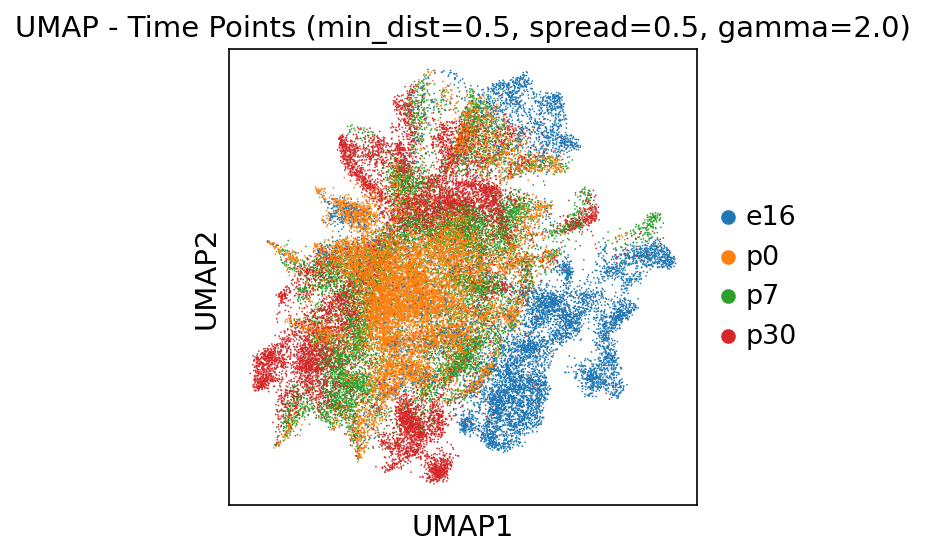 UMAP - Time Points (min_dist=0.5, spread=0.5, gamma=2.0)
UMAP2
e16
p0
p7
p30
UMAP1